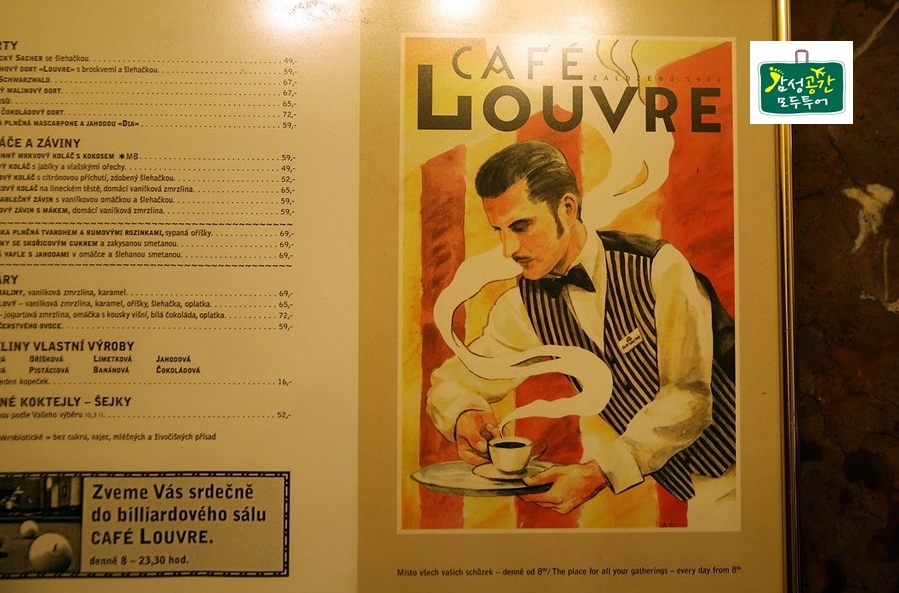 RTY
CKÝ SACHER se šlehačkou 49,-
HOVÝ DORT «LOUVRE» s broskvemi a šlehačkou 59,-
SCHWARZWALD 67,-
VÝ MALINOVÝ DORT 67,-
65,-
ČOKOLÁDOVÝ DORT 72,-
A PLNĚNÁ MASCARPONE A JAHODOU «DIA» 59,-
ÁČE A ZÁVINY
NNÝ MRKVOVÝ KOLÁČ S KOKOSEM ✱MB 59,-
VÝ KOLÁČ s jablky a vlašskými ořechy 49,-
OVÝ KOLÁČ s citrónovou příchutí, zdobený šlehačkou 52,-
KOVÝ KOLÁČ na lineckém těstě, domácí vanilková zmrzlina 65,-
ABLEČNÝ ZÁVIN s vanilkovou omáčkou, šlehačkou 59,-
OVÝ ZÁVIN S MÁKEM, domácí vanilková zmrzlina 59,-
KA PLNĚNÁ TVAROHEM A RUMOVÝMI ROZINKAMI, sypaná oříšky 69,-
KY SE SKOŘICOVÝM CUKREM a zakysanou smetanou 69,-
VAFLE S JAHODAMI v omáčce a šlehanou smetanou 69,-
ÁRY
MALINY, vanilková zmrzlina, karamel 69,-
LOVÝ – vanilková zmrzlina, karamel, oříšky, šlehačka, oplatka 65,-
– jogurtová zmrzlina, omáčka s kousky višní, bílá čokoláda, oplatka 72,-
ČERSTVÉHO OVOCE 59,-
ZLINY VLASTNÍ VÝROBY
Á OŘÍŠKOVÁ LIMETKOVÁ JAHODOVÁ
Á PISTÁCIOVÁ BANÁNOVÁ ČOKOLÁDOVÁ
eden kopeček 16,-
NÉ KOKTEJLY – ŠEJKY
nou podle Vašeho výběru (0,3 l) 52,-
akrobiotické = bez cukru, vajec, mléčných a živočišných přísad
Zveme Vás srdečně
do billiardového sálu
CAFÉ LOUVRE.
denně 8 – 23,30 hod.
CAFÉ
ZALOŽENO 1902
LOUVRE
Místo všech vašich schůzek – denně od 8⁰⁰/ The place for all your gatherings – every day from 8⁰⁰
감성공간
모두투어